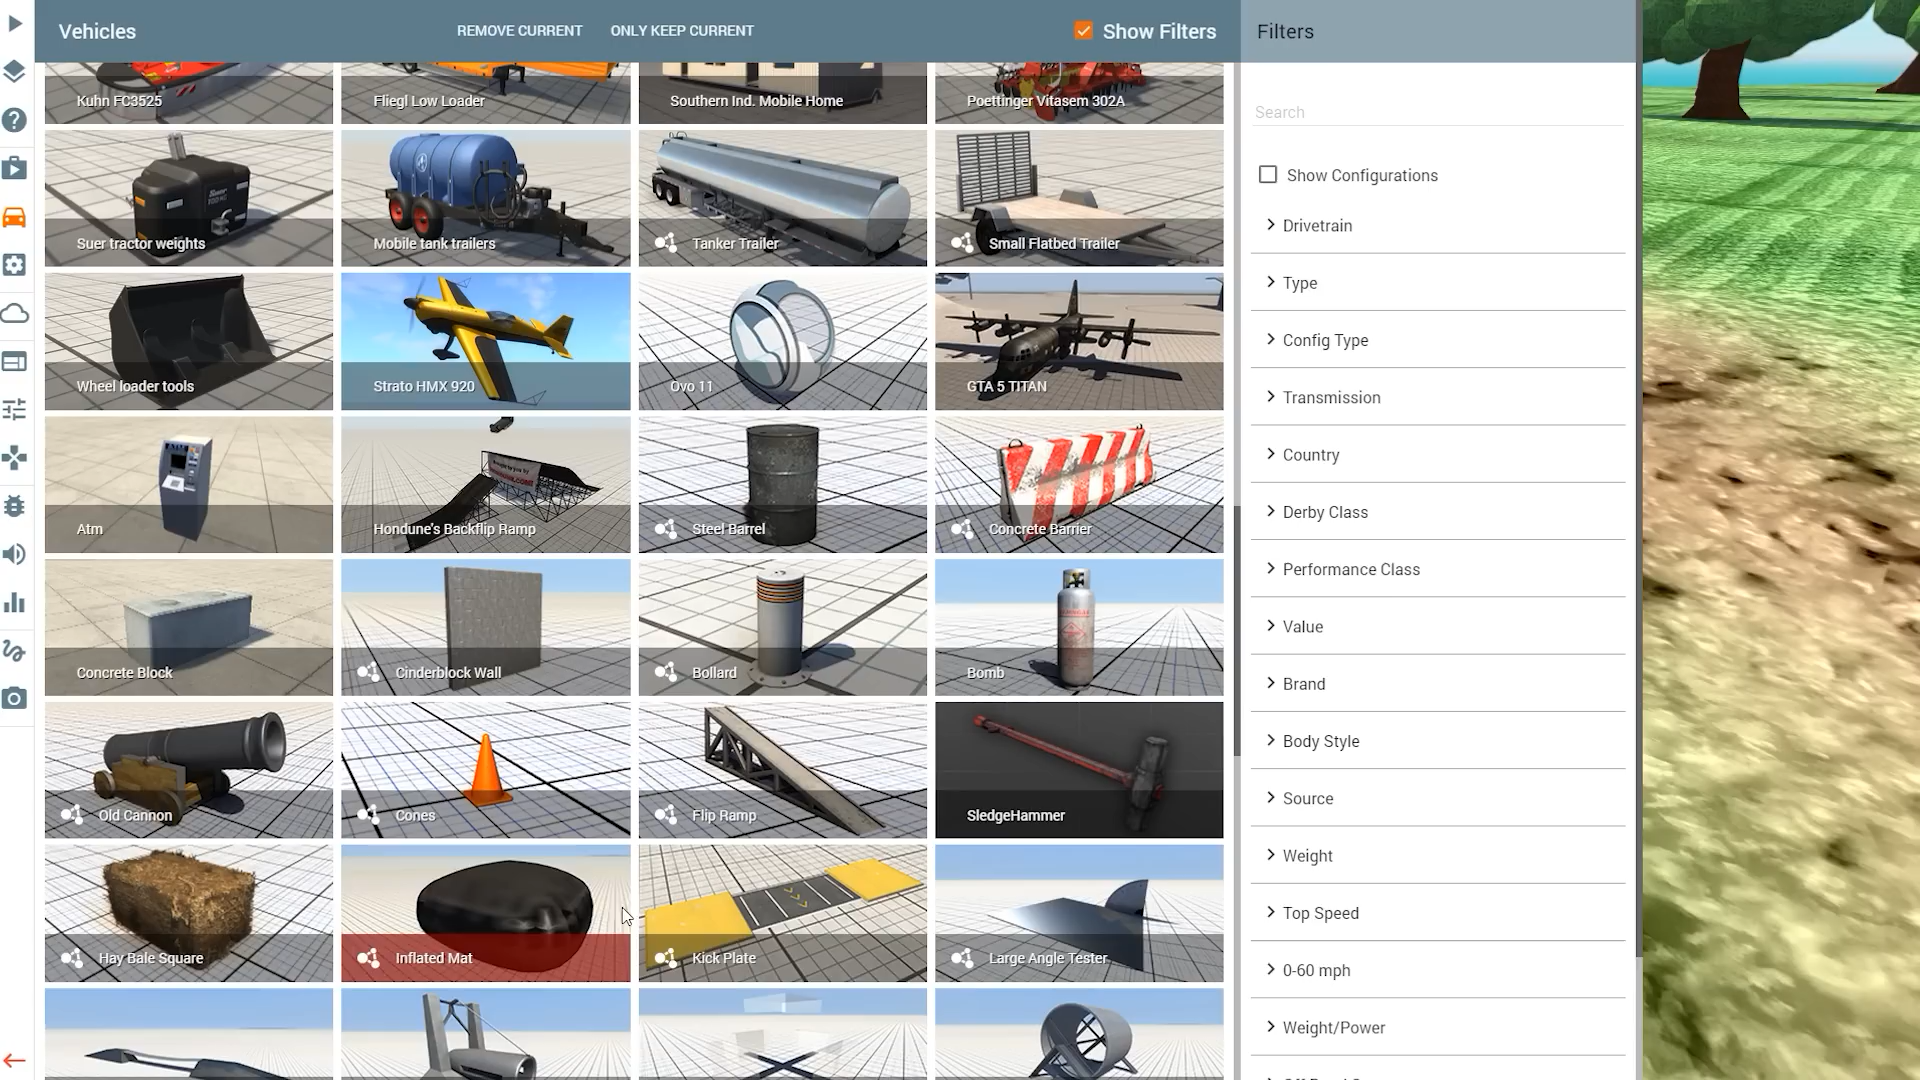 Vehicles
REMOVE CURRENT
ONLY KEEP CURRENT
Show Filters
Filters
Kuhn FC3525
Fliegl Low Loader
Southern Ind. Mobile Home
Poettinger Vitasem 302A
Search
Show Configurations
Suer tractor weights
Mobile tank trailers
Tanker Trailer
Small Flatbed Trailer
Drivetrain
Type
Wheel loader tools
Strato HMX 920
Ovo 11
GTA 5 TITAN
Config Type
Transmission
ATM
Atm
Hondune's Backflip Ramp
Steel Barrel
Concrete Barrier
Country
Derby Class
Concrete Block
Cinderblock Wall
Bollard
Bomb
Performance Class
Value
Brand
Old Cannon
Cones
Flip Ramp
SledgeHammer
Body Style
Source
Hay Bale Square
Inflated Mat
Kick Plate
Large Angle Tester
Weight
Top Speed
0-60 mph
Weight/Power